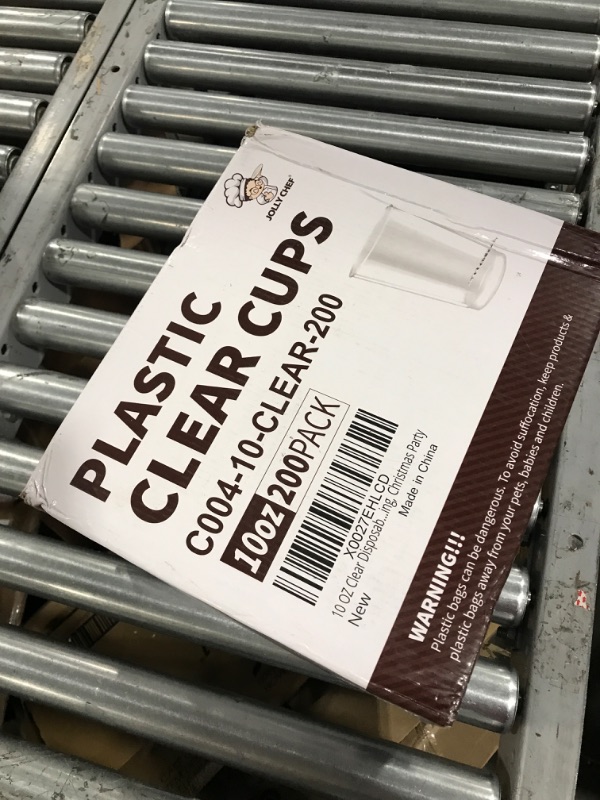 JOLLY CHEF®
PLASTIC
CLEAR CUPS
C004-10-CLEAR-200
10oz 200PACK
X0027EHLCD
10 OZ Clear Disposab...ing, Christmas Party
New
Made in China
WARNING!!!
Plastic bags can be dangerous. To avoid suffocation, keep products &
plastic bags away from your pets, babies and children.